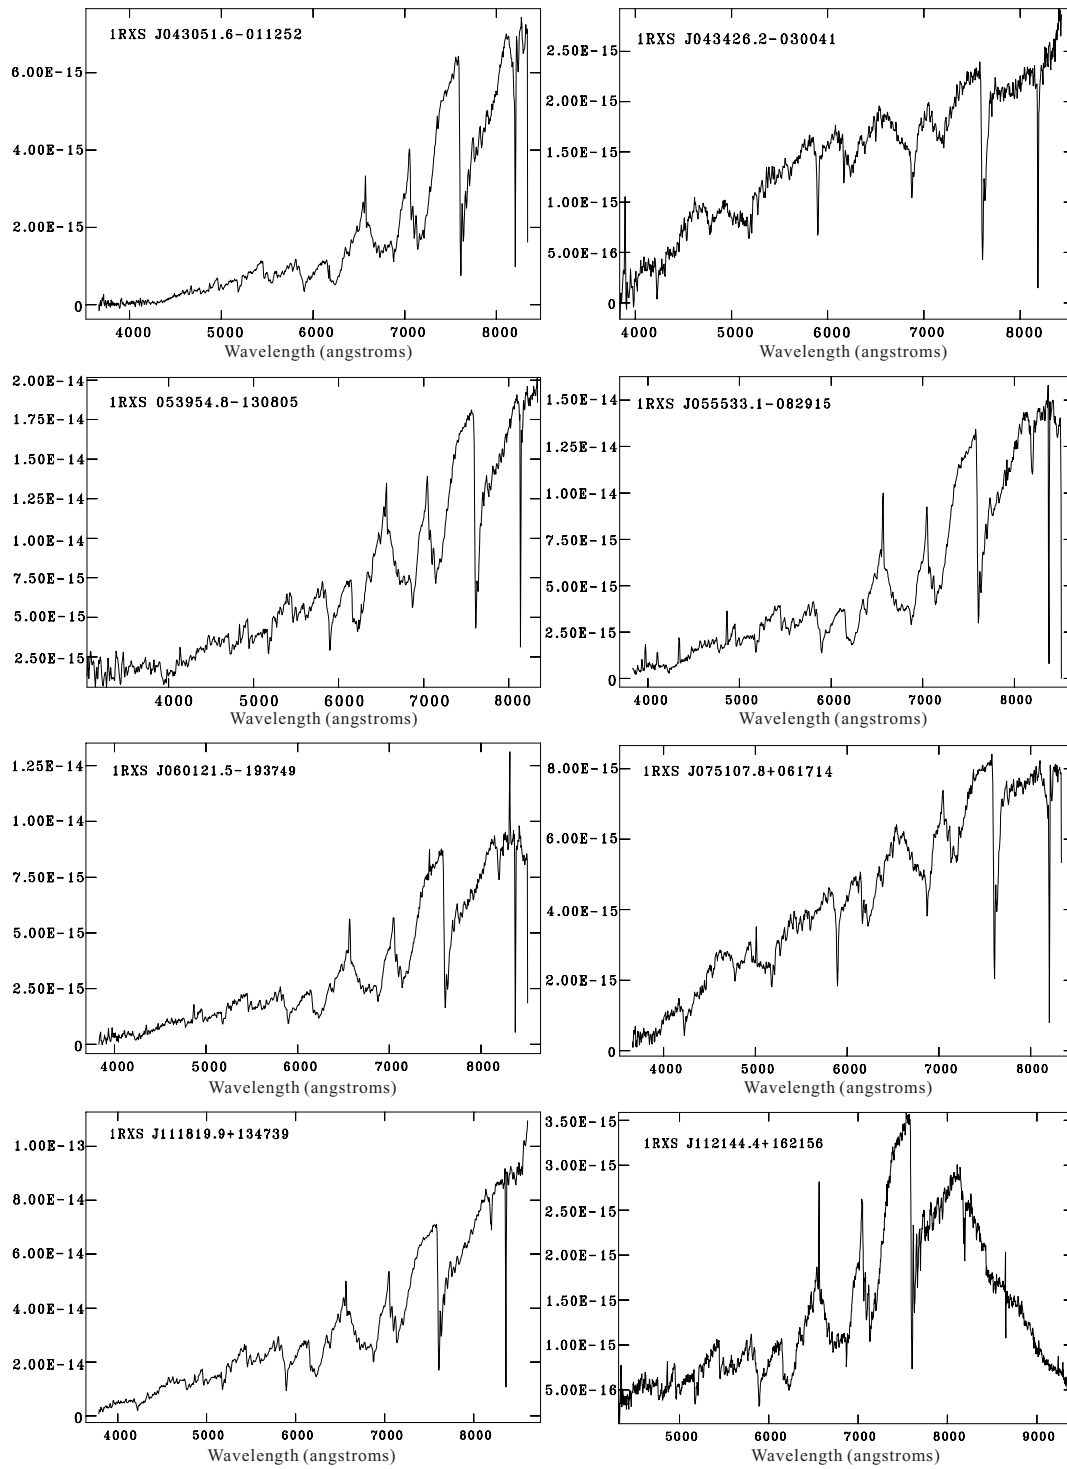 1RXS J043051.6-011252
6.00E-15
4.00E-15
2.00E-15
0
4000 5000 6000 7000 8000
Wavelength (angstroms)
1RXS J043426.2-030041
2.50E-15
2.00E-15
1.50E-15
1.00E-15
5.00E-16
0
4000 5000 6000 7000 8000
Wavelength (angstroms)
1RXS 053954.8-130805
2.00E-14
1.75E-14
1.50E-14
1.25E-14
1.00E-14
7.50E-15
5.00E-15
2.50E-15
4000 5000 6000 7000 8000
Wavelength (angstroms)
1RXS J055533.1-082915
1.50E-14
1.25E-14
1.00E-14
7.50E-15
5.00E-15
2.50E-15
0
4000 5000 6000 7000 8000
Wavelength (angstroms)
1RXS J060121.5-193749
1.25E-14
1.00E-14
7.50E-15
5.00E-15
2.50E-15
0
4000 5000 6000 7000 8000
Wavelength (angstroms)
1RXS J075107.8+061714
8.00E-15
6.00E-15
4.00E-15
2.00E-15
0
4000 5000 6000 7000 8000
Wavelength (angstroms)
1RXS J111819.9+134739
1.00E-13
8.00E-14
6.00E-14
4.00E-14
2.00E-14
0
4000 5000 6000 7000 8000
Wavelength (angstroms)
1RXS J112144.4+162156
3.50E-15
3.00E-15
2.50E-15
2.00E-15
1.50E-15
1.00E-15
5.00E-16
5000 6000 7000 8000 9000
Wavelength (angstroms)